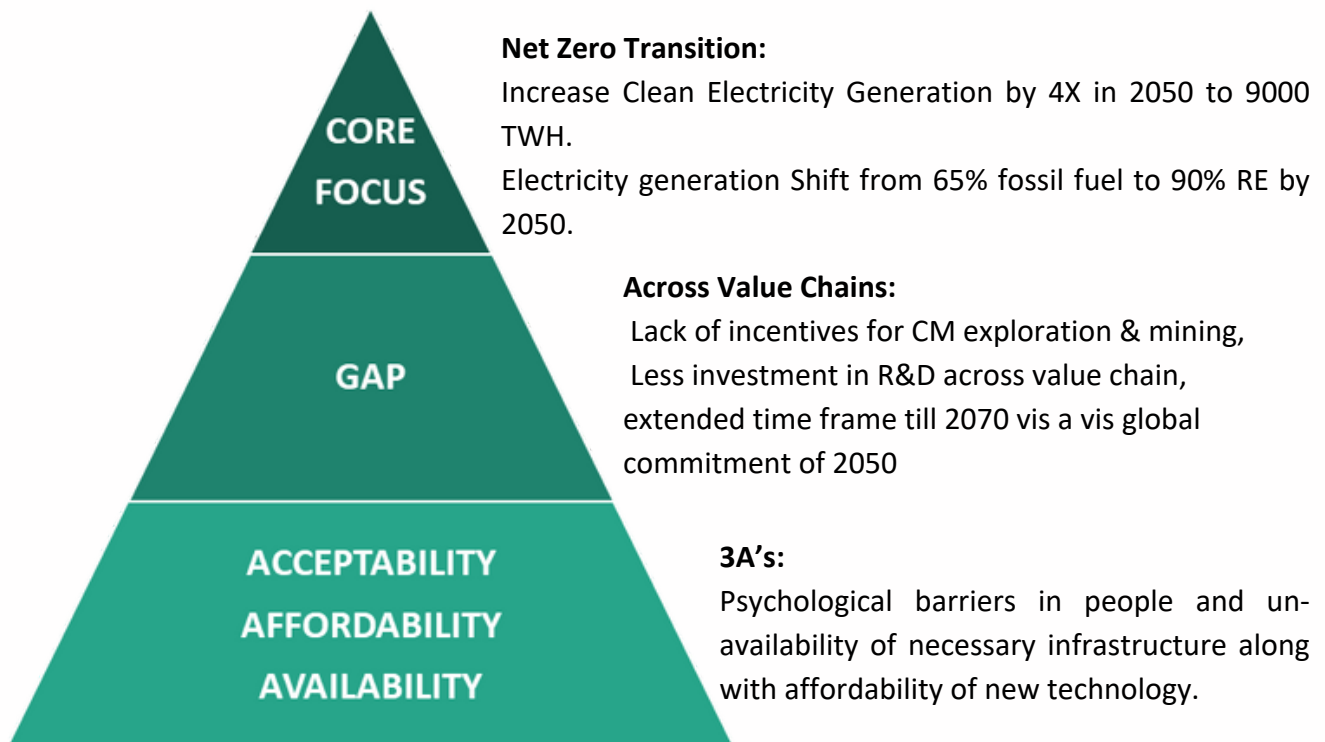 CORE
FOCUS
Net Zero Transition:
Increase Clean Electricity Generation by 4X in 2050 to 9000
TWH.
Electricity generation Shift from 65% fossil fuel to 90% RE by
2050.
GAP
Across Value Chains:
Lack of incentives for CM exploration & mining,
Less investment in R&D across value chain,
extended time frame till 2070 vis a vis global
commitment of 2050
ACCEPTABILITY
AFFORDABILITY
AVAILABILITY
3A’s:
Psychological barriers in people and un-
availability of necessary infrastructure along
with affordability of new technology.